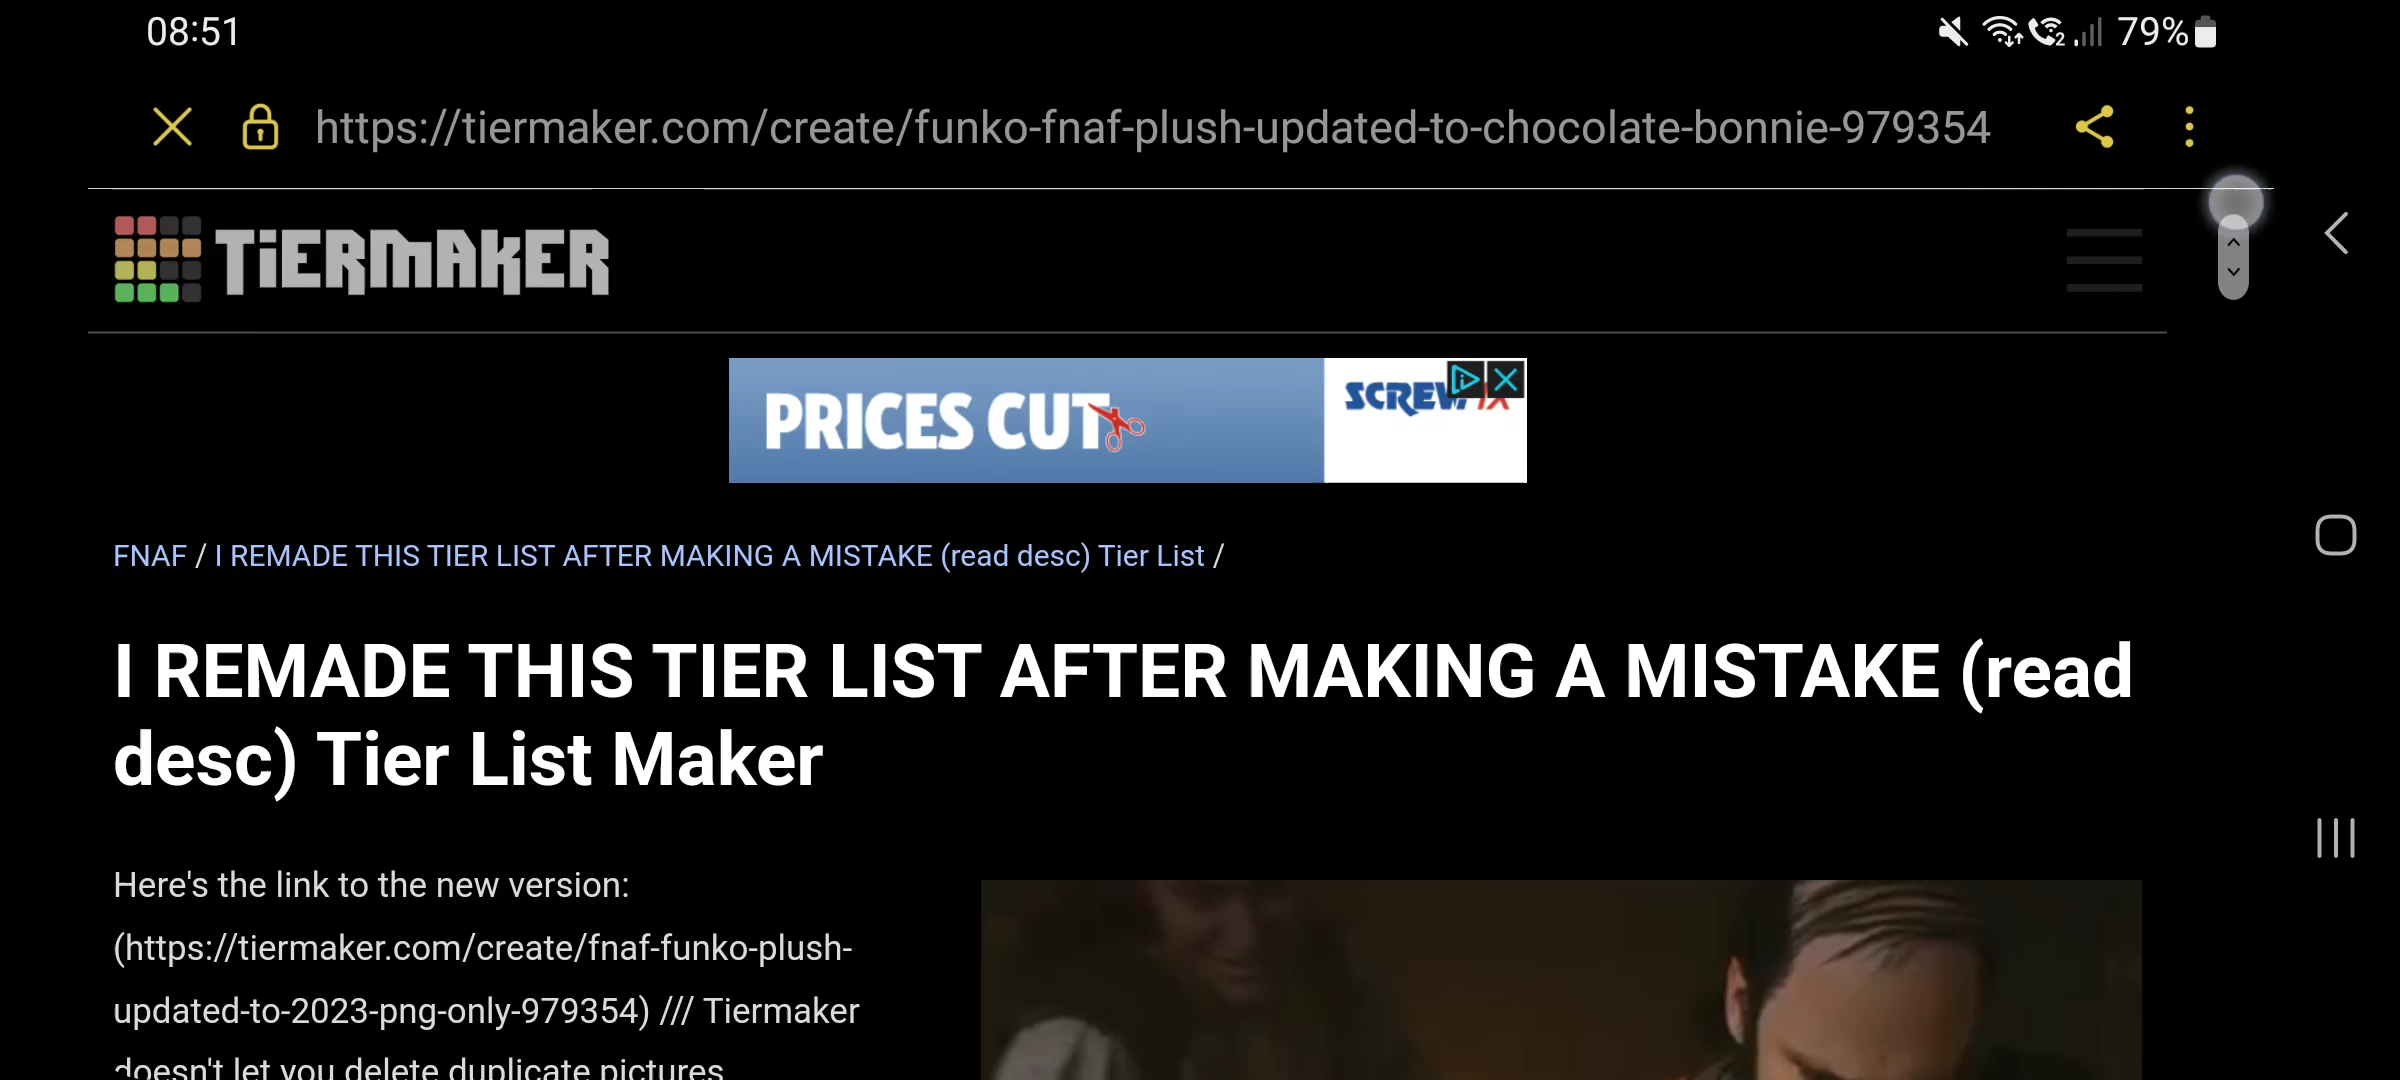 08:51
79%
https://tiermaker.com/create/funko-fnaf-plush-updated-to-chocolate-bonnie-979354
TiERMAKER
PRICES CUT
FNAF / I REMADE THIS TIER LIST AFTER MAKING A MISTAKE (read desc) Tier List /
I REMADE THIS TIER LIST AFTER MAKING A MISTAKE (read
desc) Tier List Maker
Here's the link to the new version:
(https://tiermaker.com/create/fnaf-funko-plush-
updated-to-2023-png-only-979354) /// Tiermaker
doesn't let you delete duplicate pictures